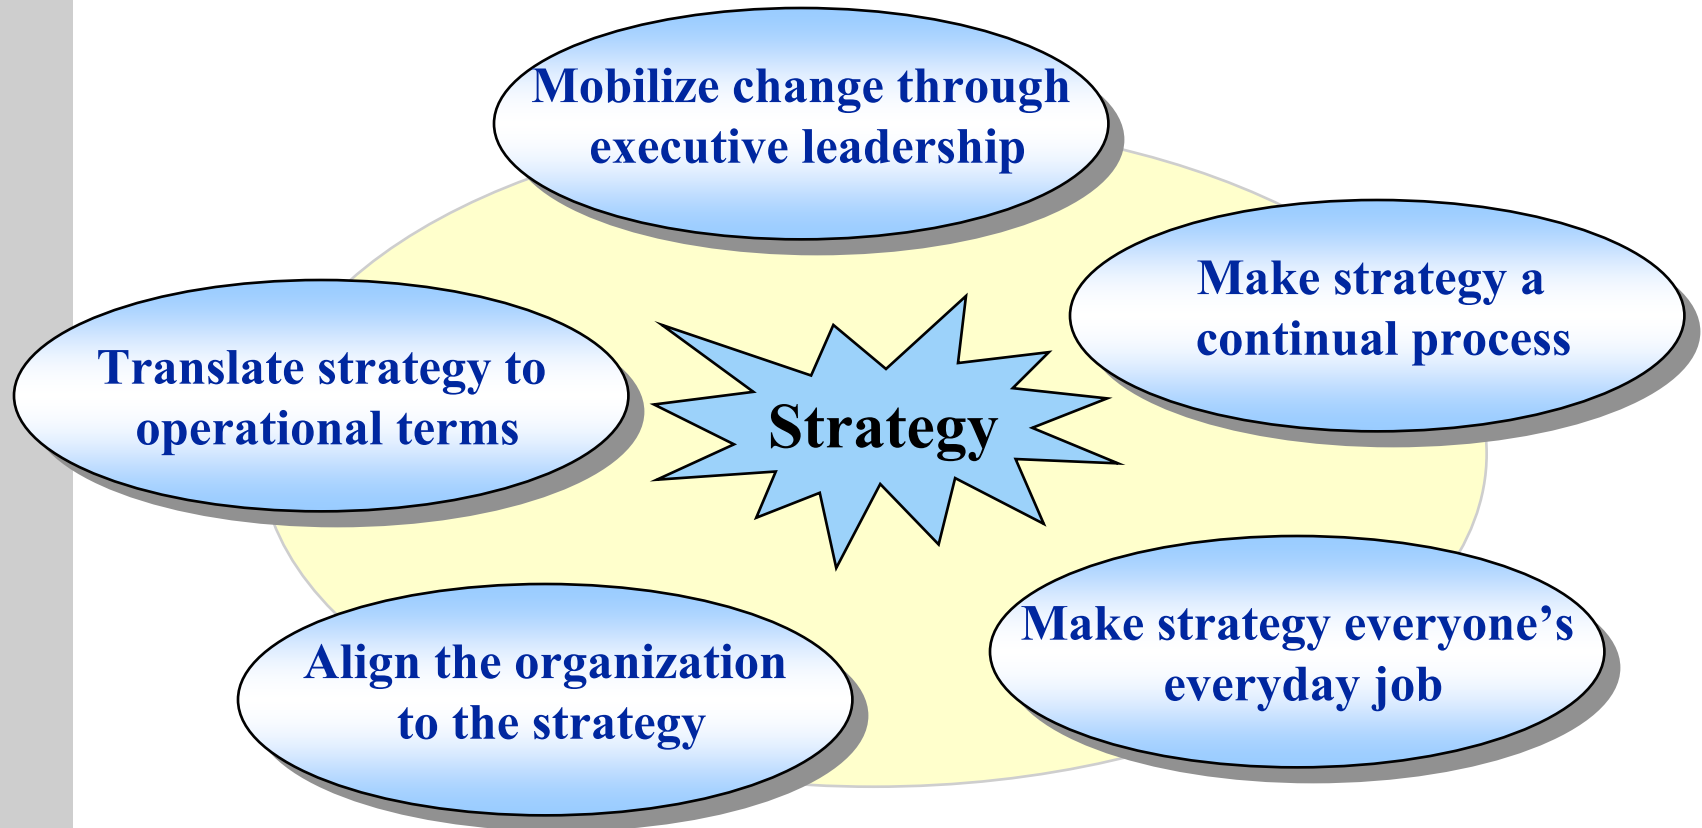 Mobilize change through
executive leadership
Make strategy a
continual process
Translate strategy to
operational terms
Strategy
Make strategy everyone’s
everyday job
Align the organization
to the strategy